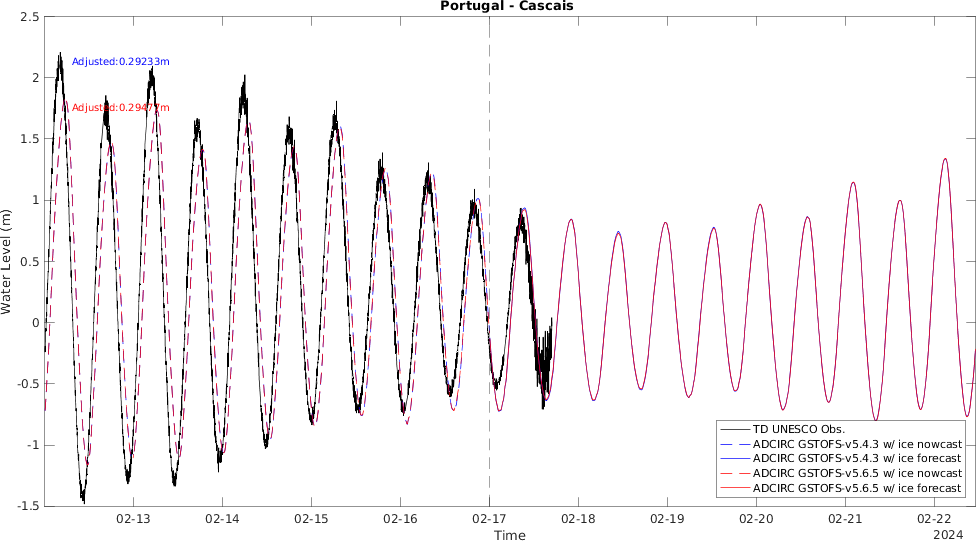 Portugal - Cascais
2.5
2
1.5
1
0.5
0
-0.5
-1
-1.5
Water Level (m)
Adjusted:0.29233m
Adjusted:0.29477m
TD UNESCO Obs.
ADCIRC GSTOFS-v5.4.3 w/ ice nowcast
ADCIRC GSTOFS-v5.4.3 w/ ice forecast
ADCIRC GSTOFS-v5.6.5 w/ ice nowcast
ADCIRC GSTOFS-v5.6.5 w/ ice forecast
02-13 02-14 02-15 02-16 02-17 02-18 02-19 02-20 02-21 02-22
Time
2024